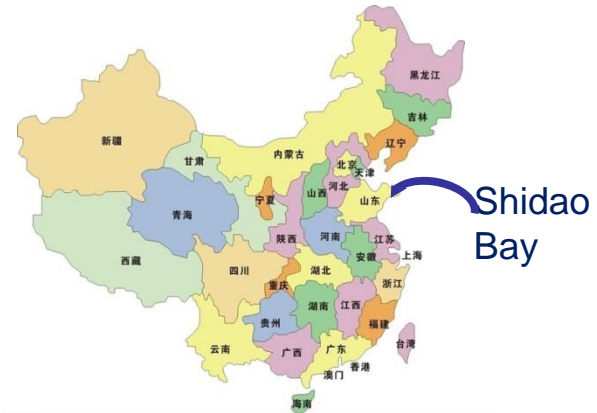 黑龙江
吉林
辽宁
新疆
甘肃
内蒙古
北京
天津
河北
山西
山东
宁夏
青海
陕西
河南
江苏
Shidao
Bay
西藏
四川
安徽
上海
湖北
重庆
浙江
湖南
江西
贵州
福建
云南
广西
广东
台湾
香港
澳门
海南